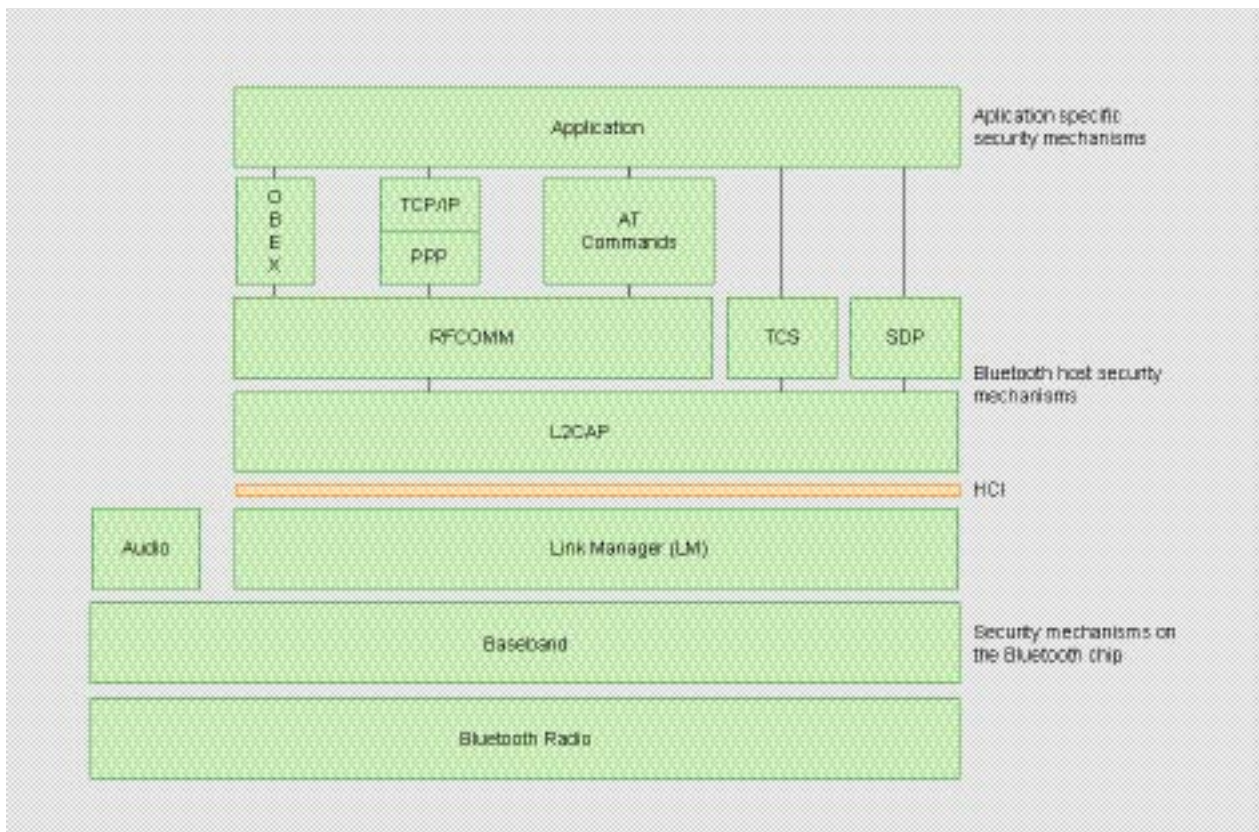 Application
Aplication specific
security mechanisms
O
B
E
X
TCP/IP
PPP
AT
Commands
RFCOMM
TCS
SDP
Bluetooth host security
mechanisms
L2CAP
HCI
Audio
Link Manager (LM)
Baseband
Security mechanisms on
the Bluetooth chip
Bluetooth Radio